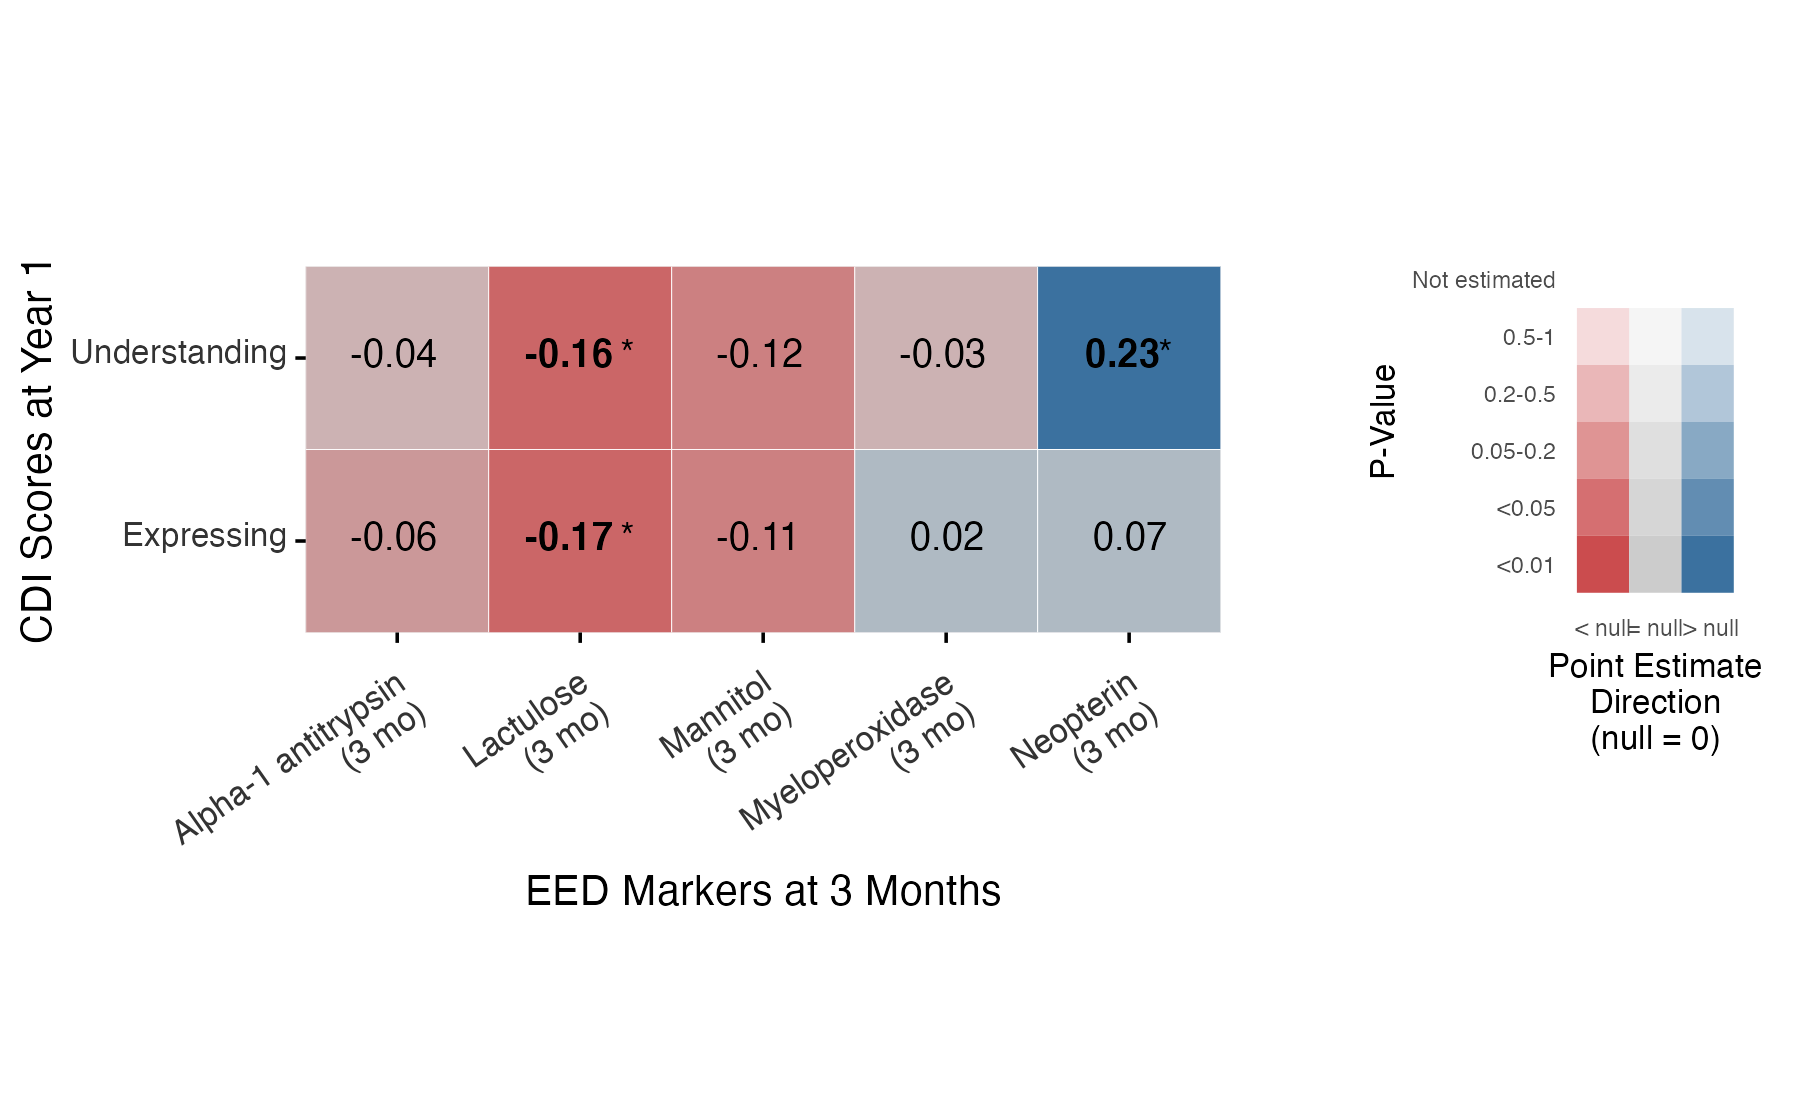 CDI Scores at Year 1
Understanding
-0.04
-0.16 *
-0.12
-0.03
0.23*
Expressing
-0.06
-0.17 *
-0.11
0.02
0.07
Alpha-1 antitrypsin
(3 mo)
Lactulose
(3 mo)
Mannitol
(3 mo)
Myeloperoxidase
(3 mo)
Neopterin
(3 mo)
EED Markers at 3 Months
P-Value
Not estimated
0.5-1
0.2-0.5
0.05-0.2
<0.05
<0.01
< null
= null
> null
Point Estimate
Direction
(null = 0)